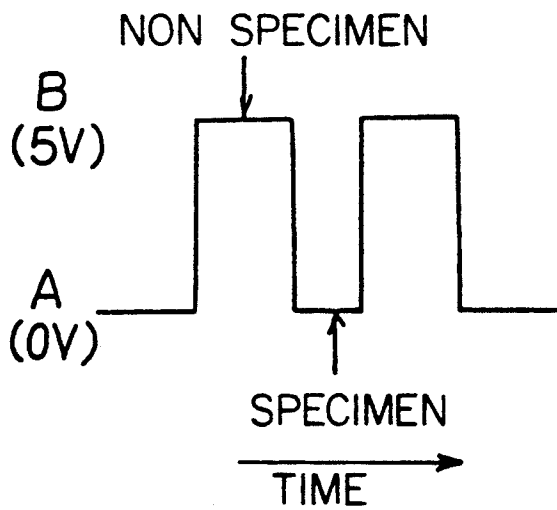 NON SPECIMEN
B
(5V)
A
(0V)
SPECIMEN
TIME